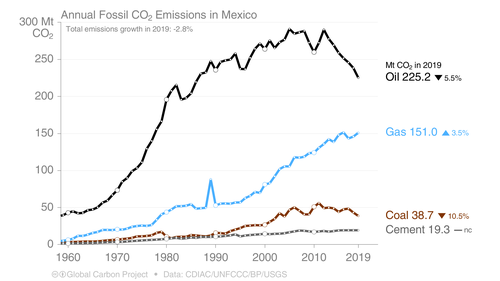 Annual Fossil CO₂ Emissions in Mexico
Total emissions growth in 2019: -2.8%
300 Mt
CO₂
250
200
150
100
50
0
1960
1970
1980
1990
2000
2010
2019
Mt CO₂ in 2019
Oil 225.2 ▼ 5.5%
Gas 151.0 ▲ 3.5%
Coal 38.7 ▼ 10.5%
Cement 19.3 — nc
Global Carbon Project • Data: CDIAC/UNFCCC/BP/USGS